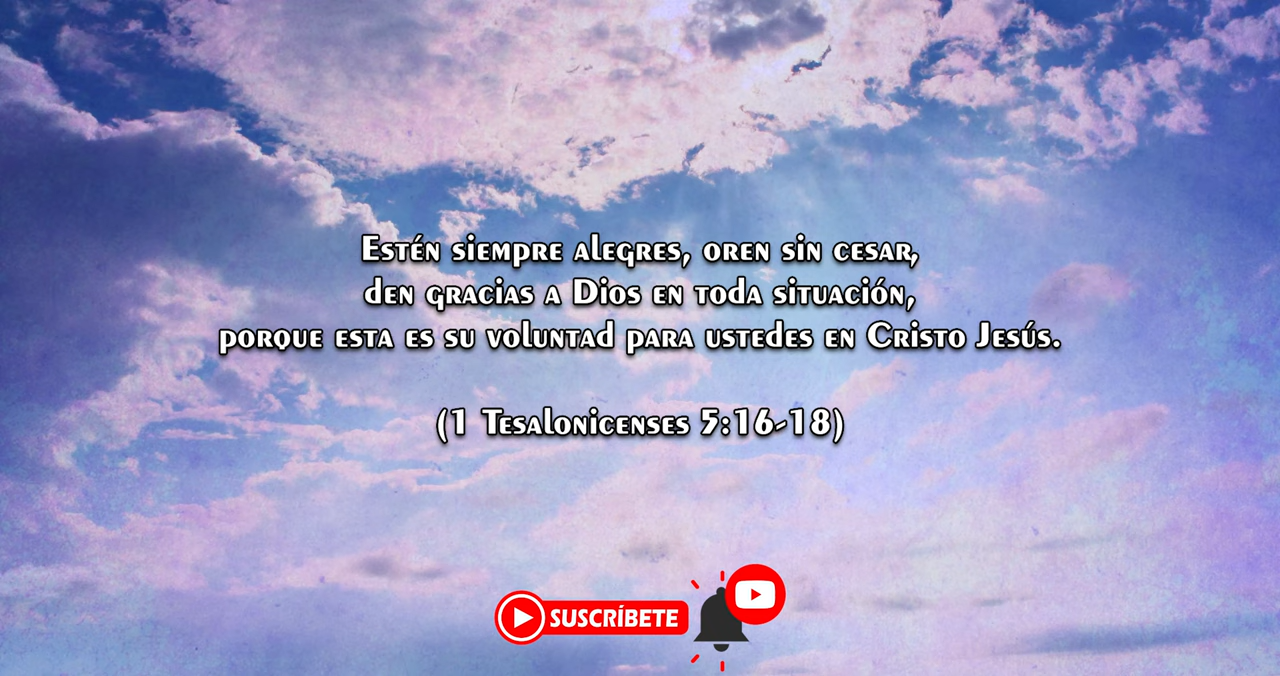 Estén siempre alegres, oren sin cesar,
den gracias a Dios en toda situación,
porque esta es su voluntad para ustedes en Cristo Jesús.
(1 Tesalonicenses 5:16-18)
SUSCRÍBETE